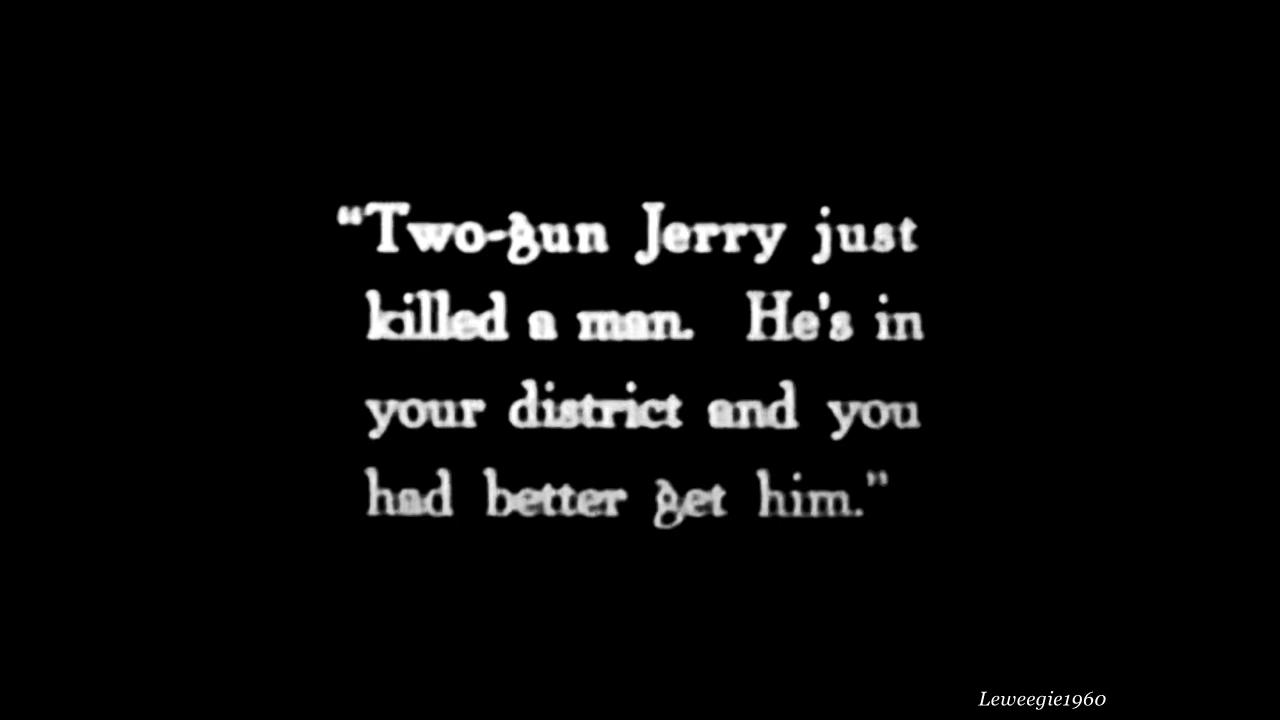 “Two-gun Jerry just
killed a man. He's in
your district and you
had better get him.”
Leweegie1960